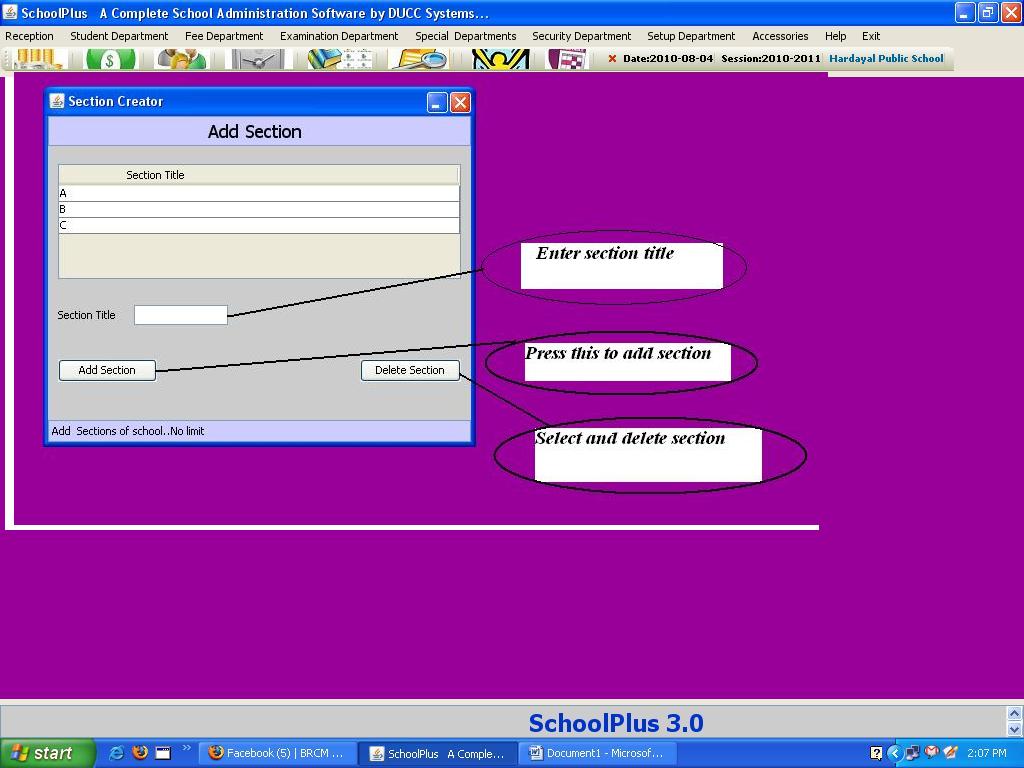 SchoolPlus A Complete School Administration Software by DUCC Systems...
Reception Student Department Fee Department Examination Department Special Departments Security Department Setup Department Accessories Help Exit
Date:2010-08-04 Session:2010-2011 Hardayal Public School
Section Creator
Add Section
Section Title
A
B
C
Enter section title
Section Title
Press this to add section
Add Section Delete Section
Add Sections of school..No limit
Select and delete section
SchoolPlus 3.0
start Facebook (5) | BRCM ... SchoolPlus A Comple... Document1 - Microsof... 2:07 PM